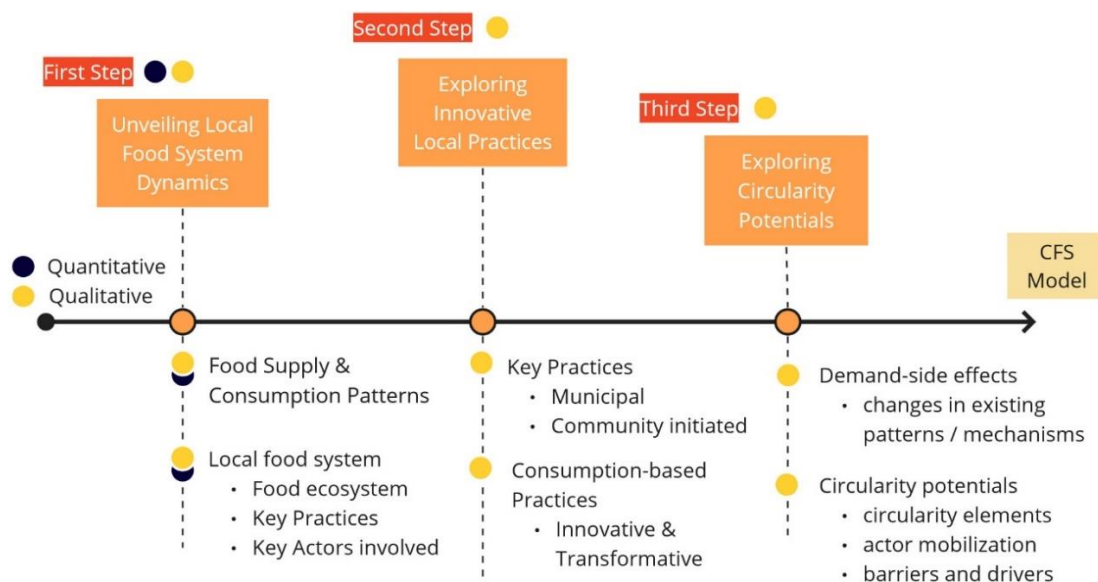 First Step
Unveiling Local
Food System
Dynamics
Second Step
Exploring
Innovative
Local Practices
Third Step
Exploring
Circularity
Potentials
CFS
Model
Quantitative
Qualitative
Food Supply &
Consumption Patterns
Local food system
• Food ecosystem
• Key Practices
• Key Actors involved
Key Practices
• Municipal
• Community initiated
Consumption-based
Practices
• Innovative &
Transformative
Demand-side effects
• changes in existing
patterns / mechanisms
Circularity potentials
• circularity elements
• actor mobilization
• barriers and drivers